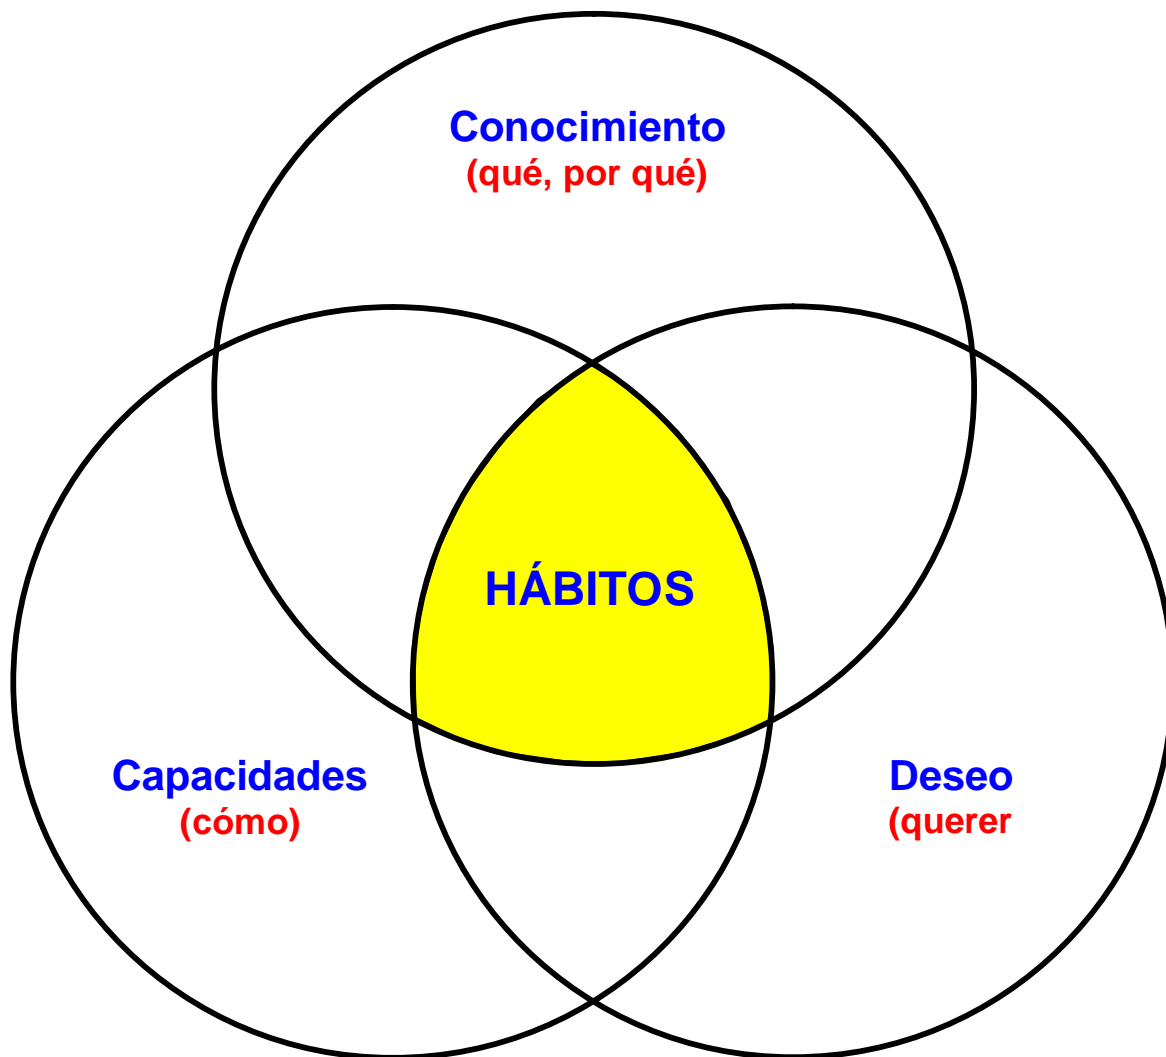 Conocimiento
(qué, por qué)
HÁBITOS
Capacidades
(cómo)
Deseo
(querer